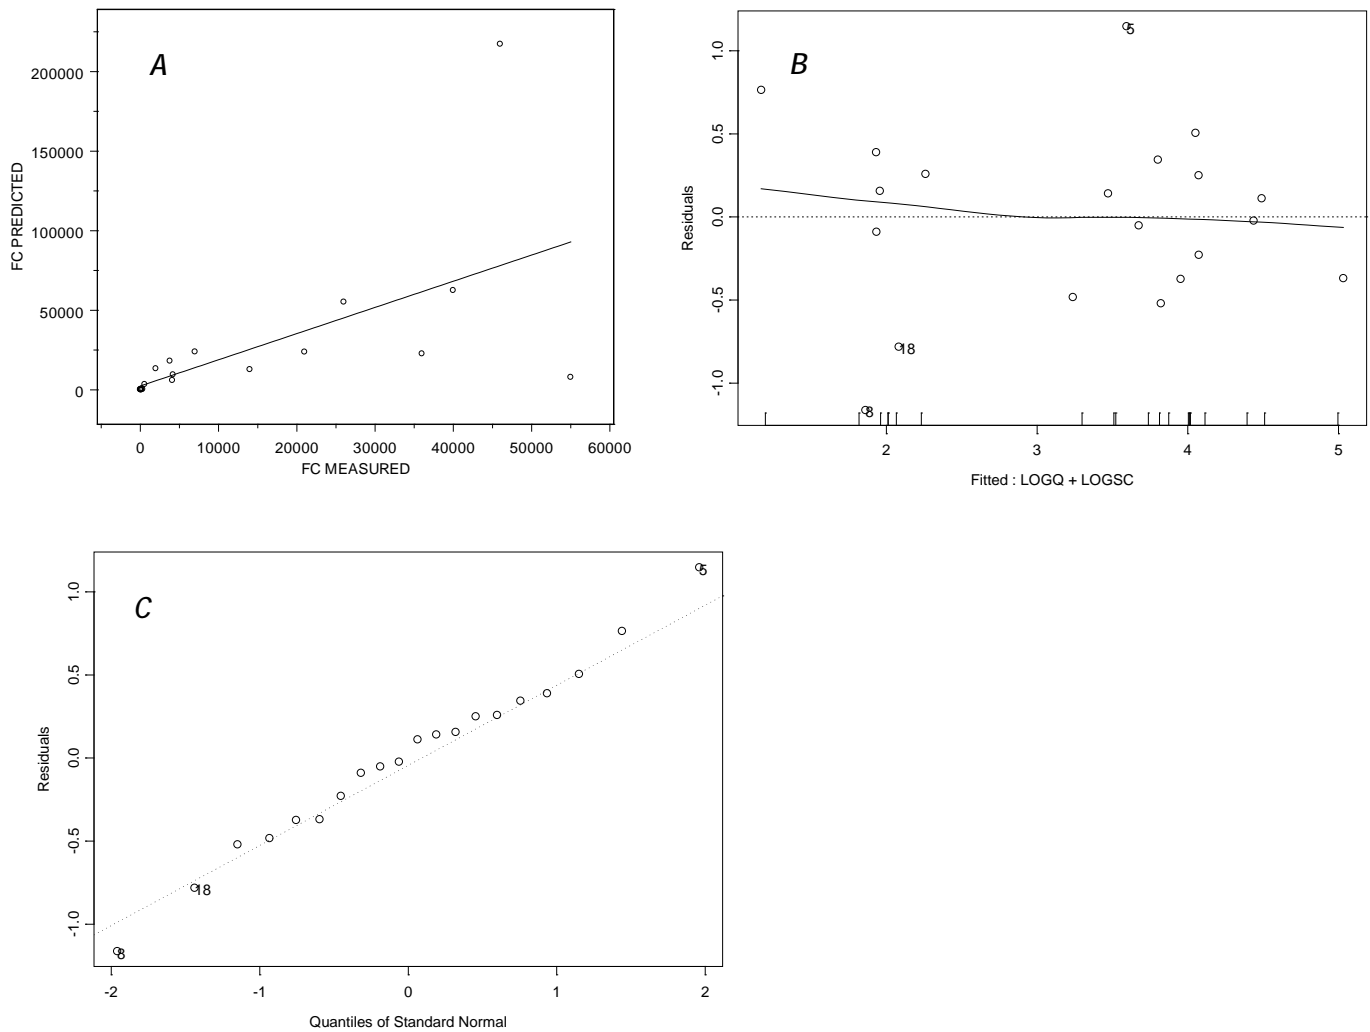 A
200000
150000
100000
50000
0
FC PREDICTED
0 10000 20000 30000 40000 50000 60000
FC MEASURED
B
5
18
8
1.0
0.5
0.0
-0.5
-1.0
Residuals
2 3 4 5
Fitted : LOGQ + LOGSC
C
5
18
8
1.0
0.5
0.0
-0.5
-1.0
Residuals
-2 -1 0 1 2
Quantiles of Standard Normal